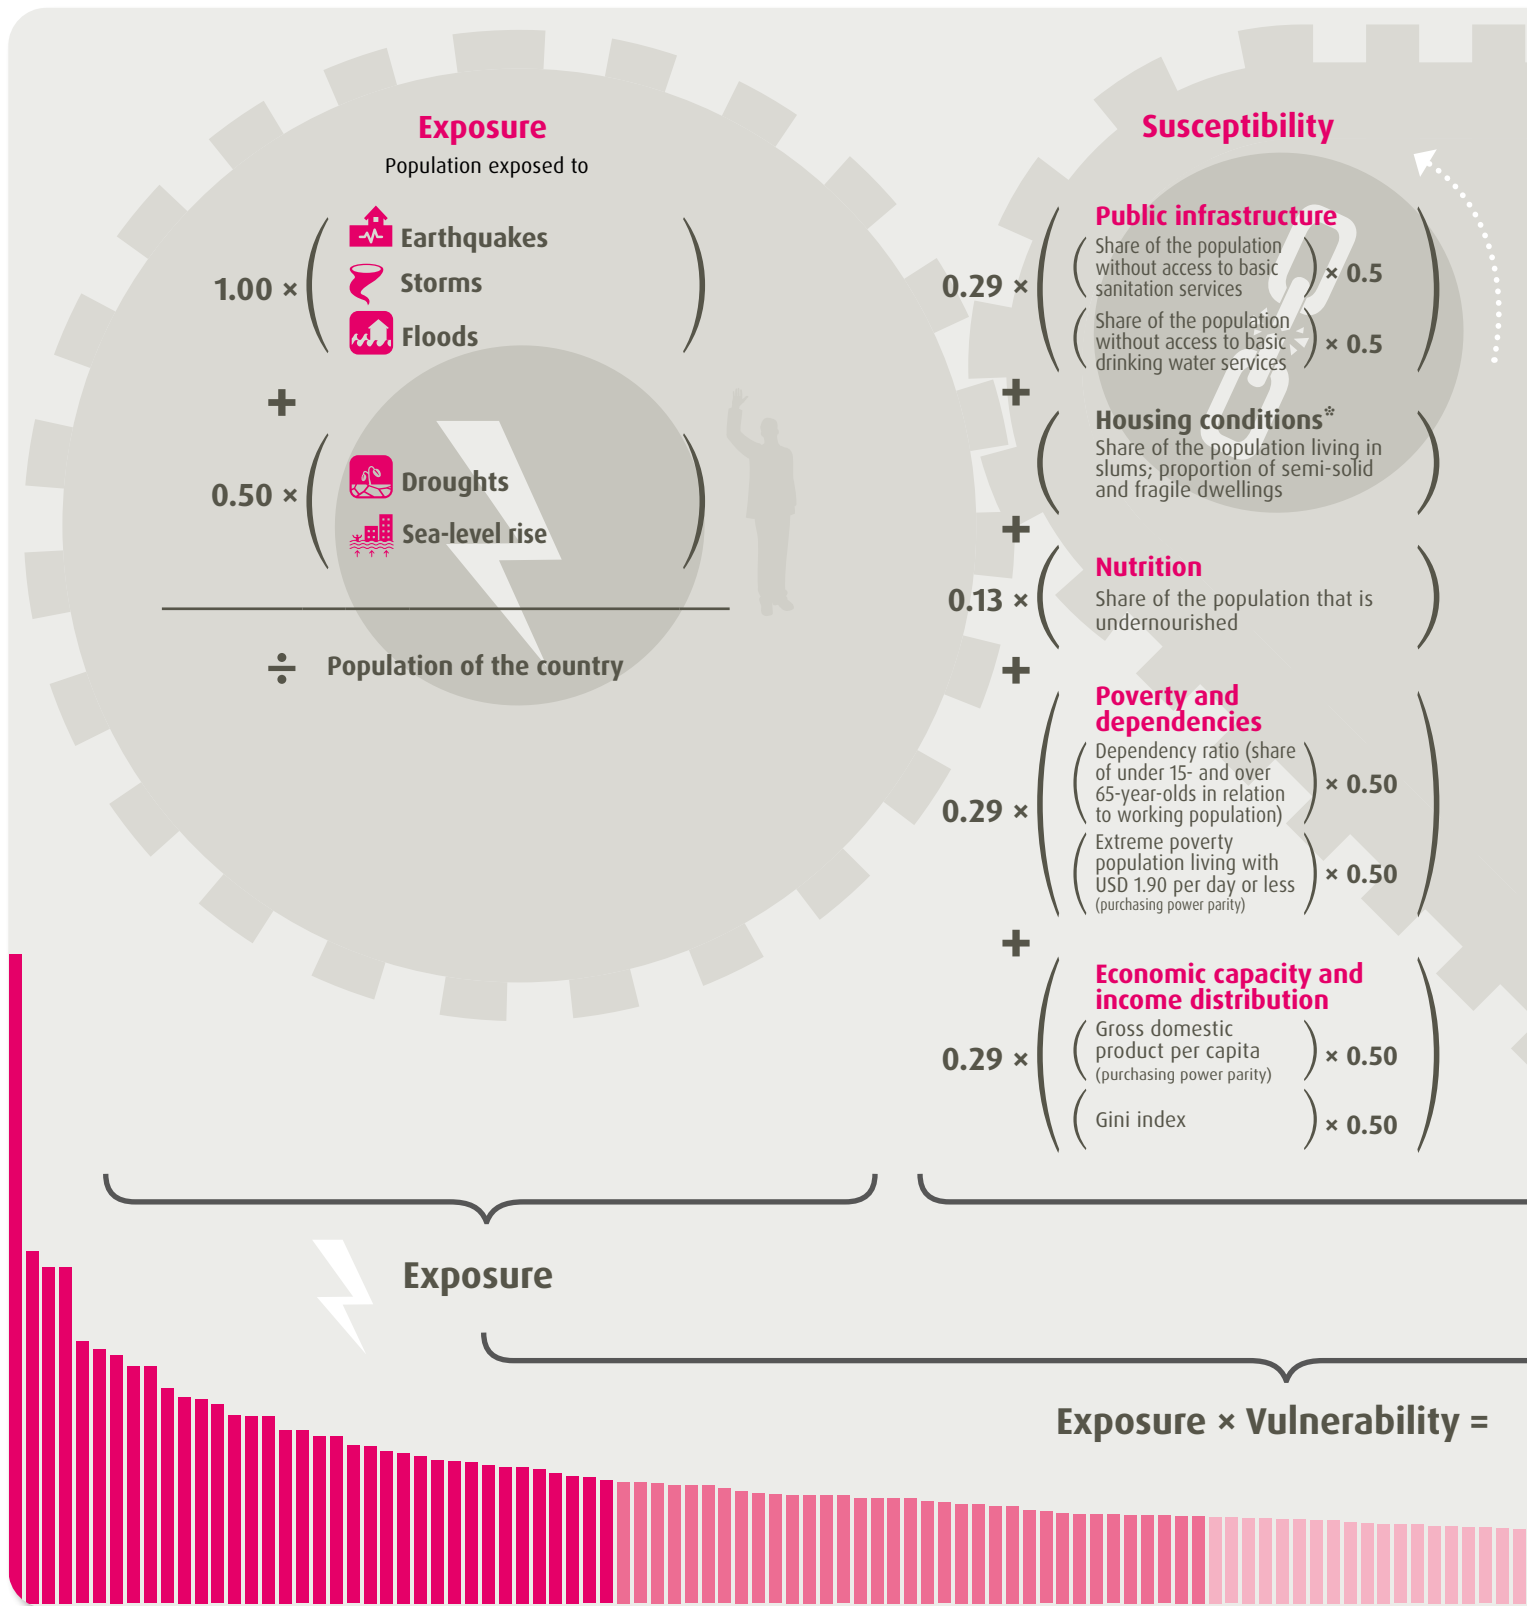 Exposure
Population exposed to
1.00 ×
Earthquakes
Storms
Floods
+
0.50 ×
Droughts
Sea-level rise
÷ Population of the country
Susceptibility
0.29 ×
Public infrastructure
(Share of the population
without access to basic
sanitation services) × 0.5
(Share of the population
without access to basic
drinking water services) × 0.5
+
Housing conditions*
Share of the population living in
slums; proportion of semi-solid
and fragile dwellings
+
0.13 ×
Nutrition
Share of the population that is
undernourished
+
0.29 ×
Poverty and
dependencies
(Dependency ratio (share
of under 15- and over
65-year-olds in relation
to working population)) × 0.50
(Extreme poverty
population living with
USD 1.90 per day or less
(purchasing power parity)) × 0.50
+
0.29 ×
Economic capacity and
income distribution
(Gross domestic
product per capita
(purchasing power parity)) × 0.50
(Gini index) × 0.50
Exposure
Exposure × Vulnerability =